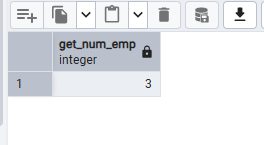 get_num_emp
integer
1 3